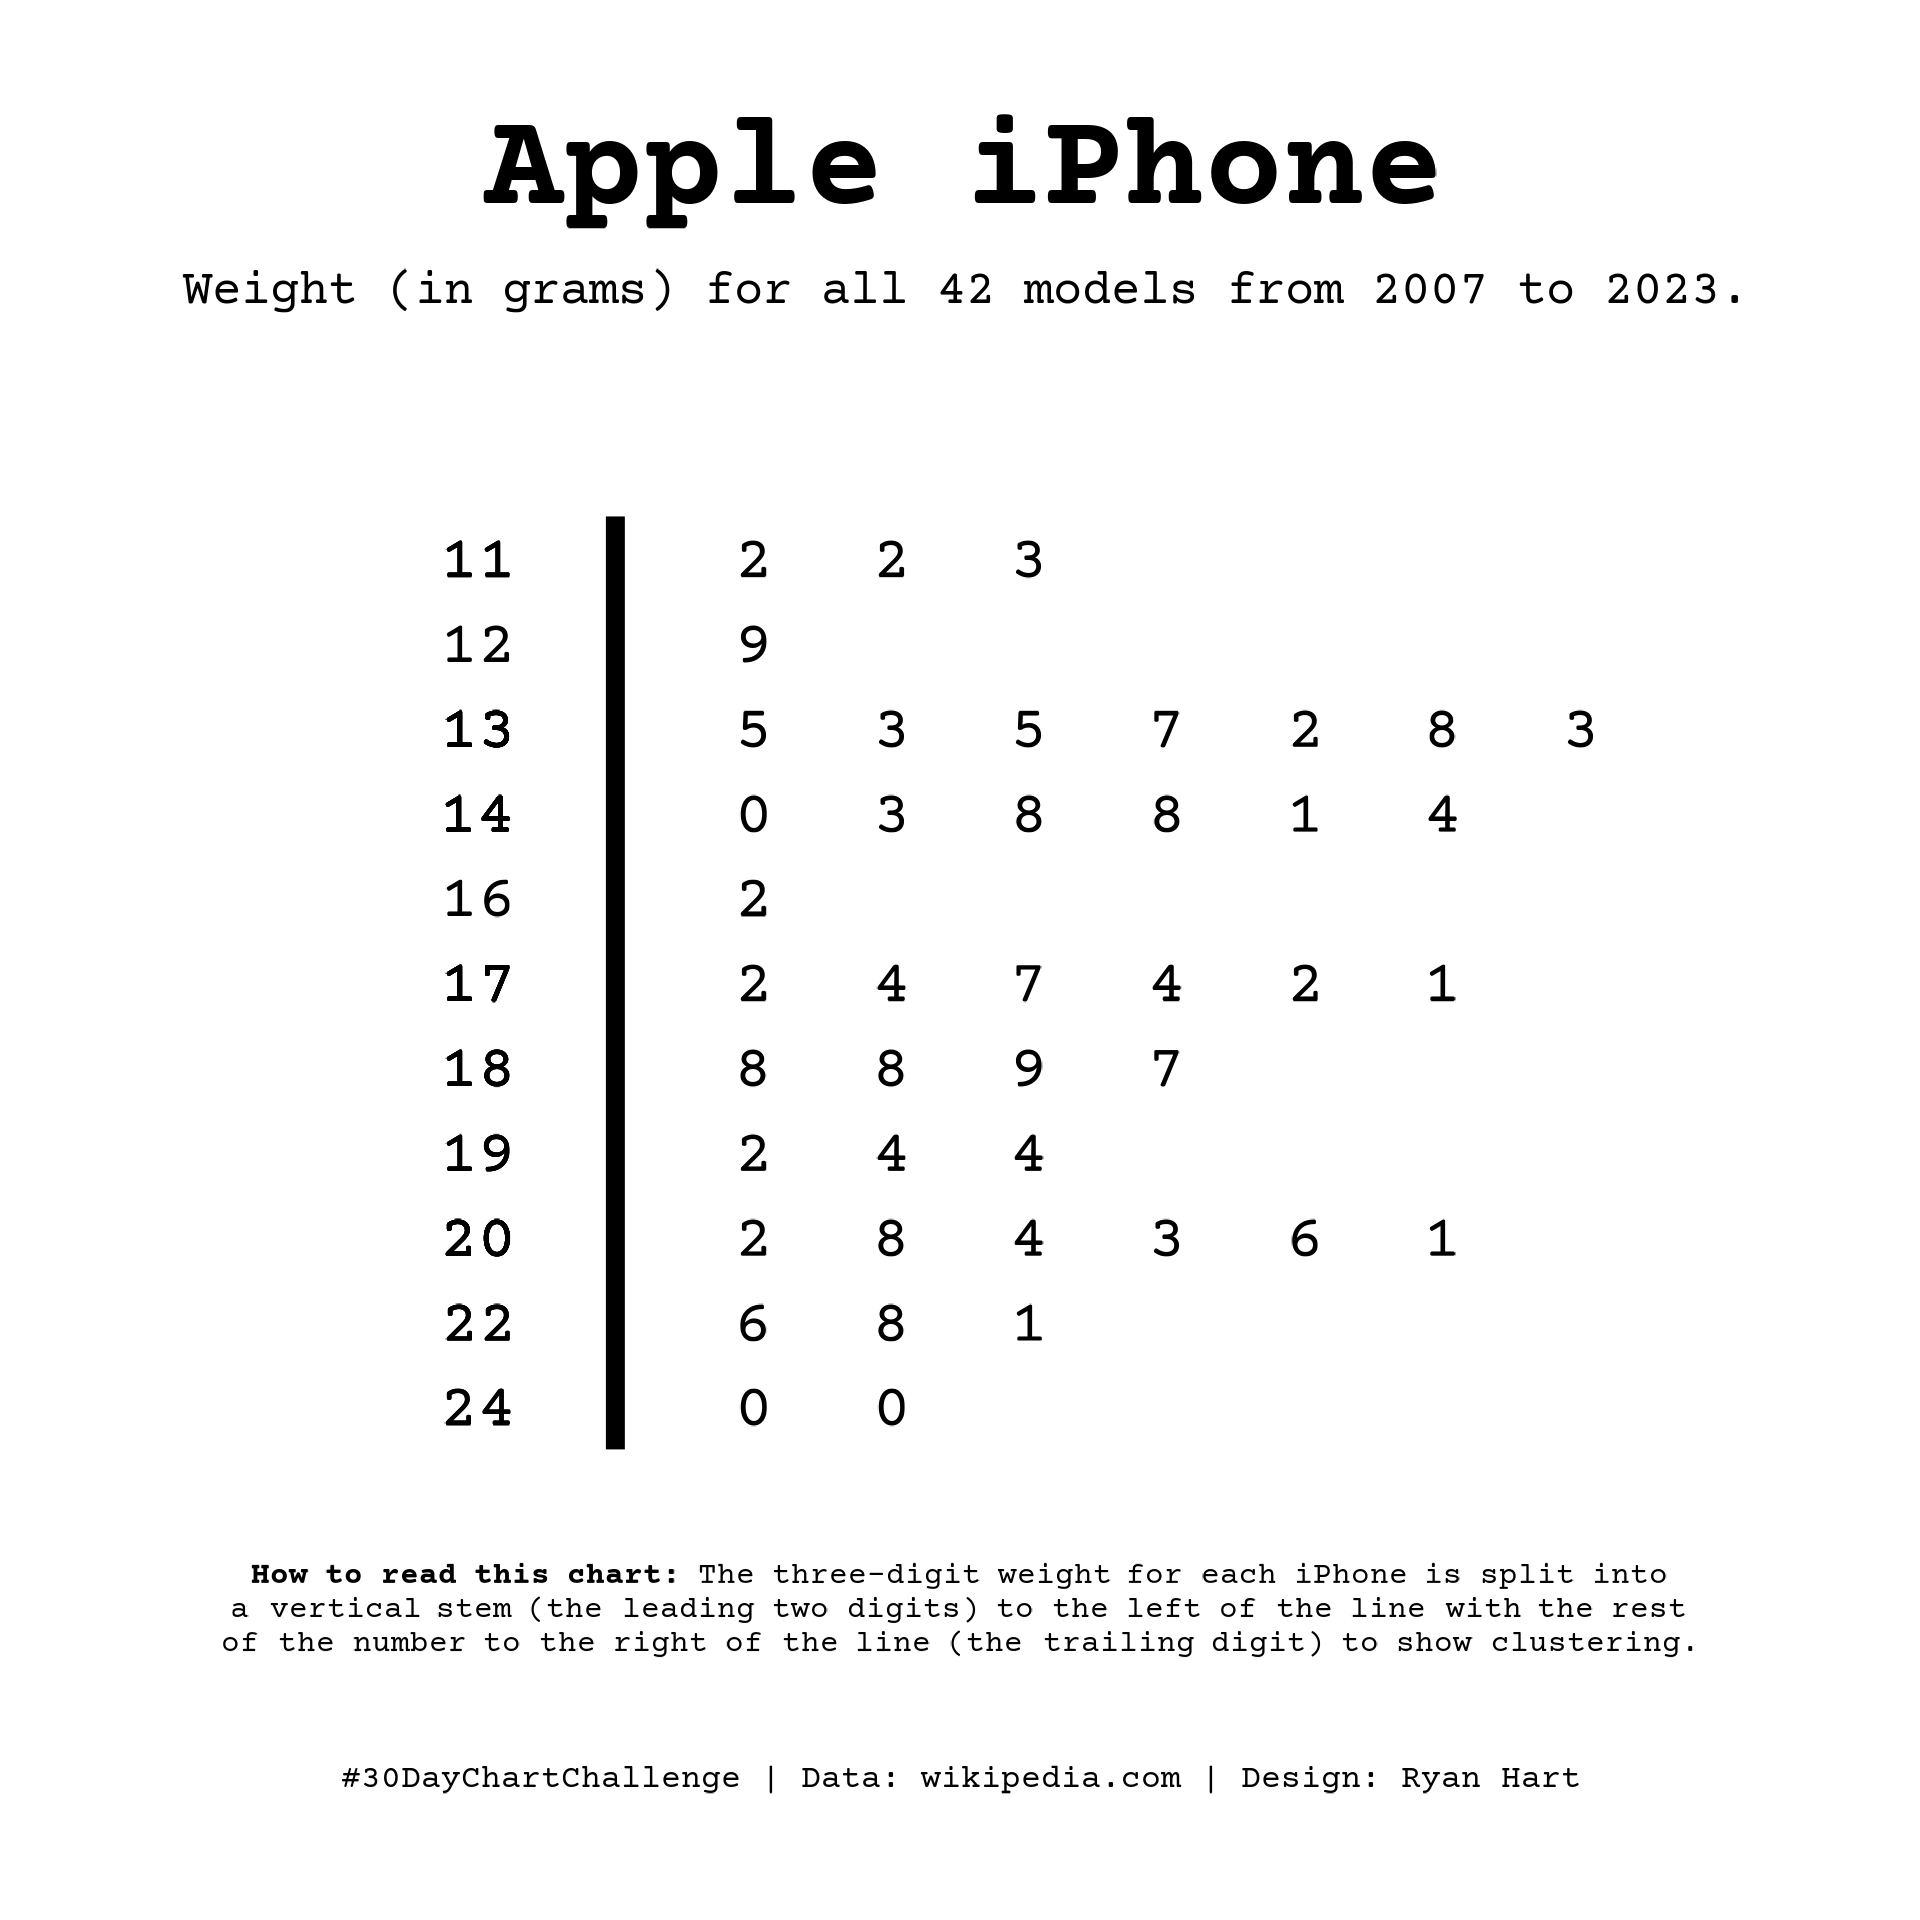 Apple iPhone
Weight (in grams) for all 42 models from 2007 to 2023.
11 2 2 3
12 9
13 5 3 5 7 2 8 3
14 0 3 8 8 1 4
16 2
17 2 4 7 4 2 1
18 8 8 9 7
19 2 4 4
20 2 8 4 3 6 1
22 6 8 1
24 0 0
How to read this chart: The three-digit weight for each iPhone is split into
a vertical stem (the leading two digits) to the left of the line with the rest
of the number to the right of the line (the trailing digit) to show clustering.
#30DayChartChallenge | Data: wikipedia.com | Design: Ryan Hart